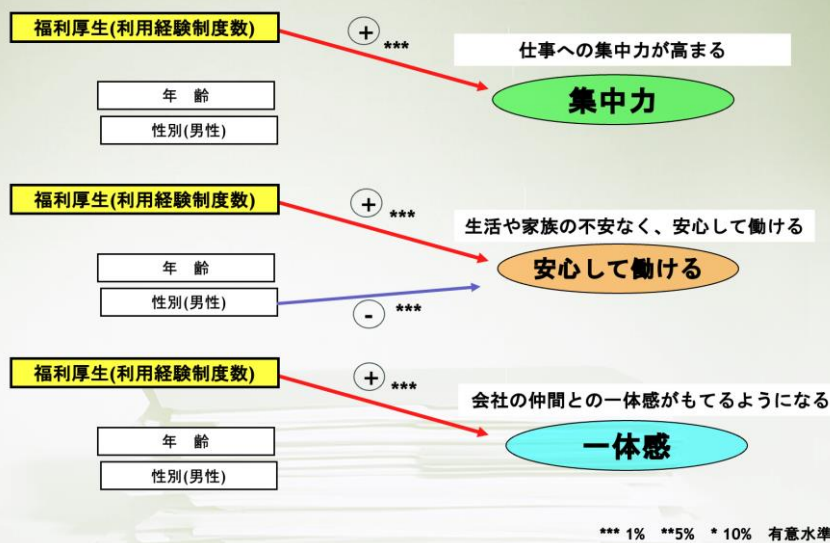 福利厚生(利用経験制度数)
+
***
仕事への集中力が高まる
集中力
年 齢
性別(男性)
福利厚生(利用経験制度数)
+
***
生活や家族の不安なく、安心して働ける
安心して働ける
年 齢
性別(男性)
-
***
福利厚生(利用経験制度数)
+
***
会社の仲間との一体感がもてるようになる
一体感
年 齢
性別(男性)
*** 1% **5% * 10% 有意水準